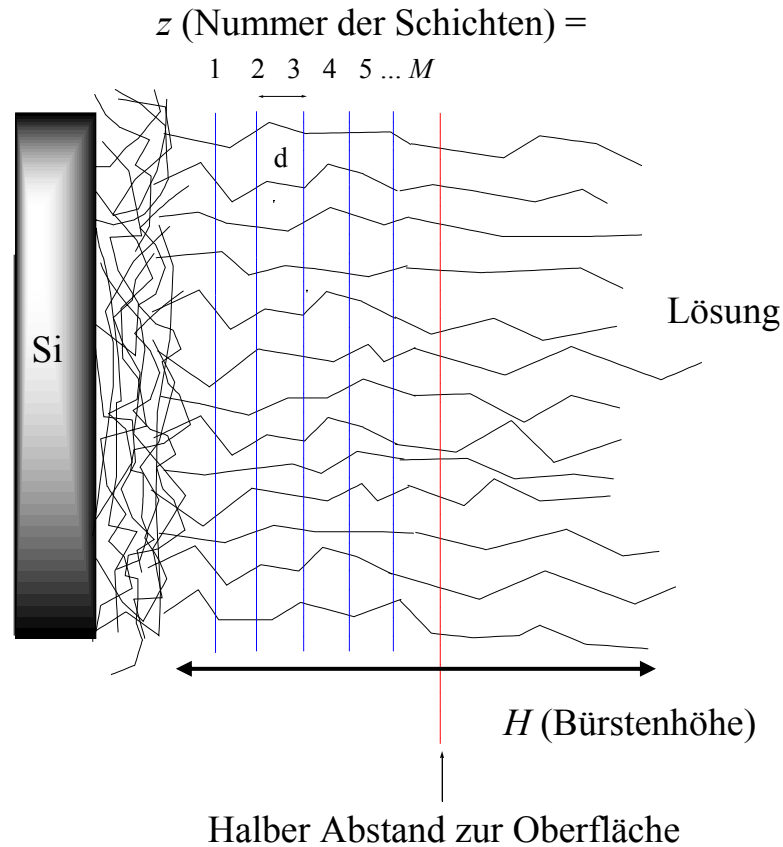 z (Nummer der Schichten) =
1 2 3 4 5 ... M
d
Si
Lösung
H (Bürstenhöhe)
Halber Abstand zur Oberfläche